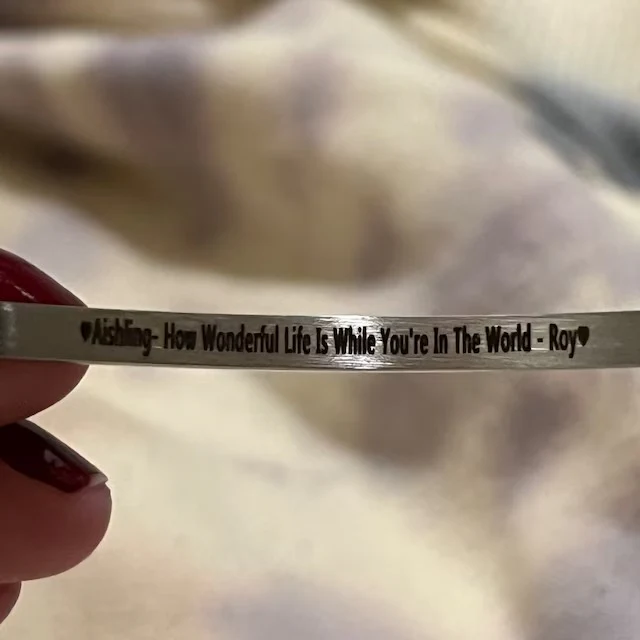 ♥Aishling- How Wonderful Life Is While You're In The World - Roy♥